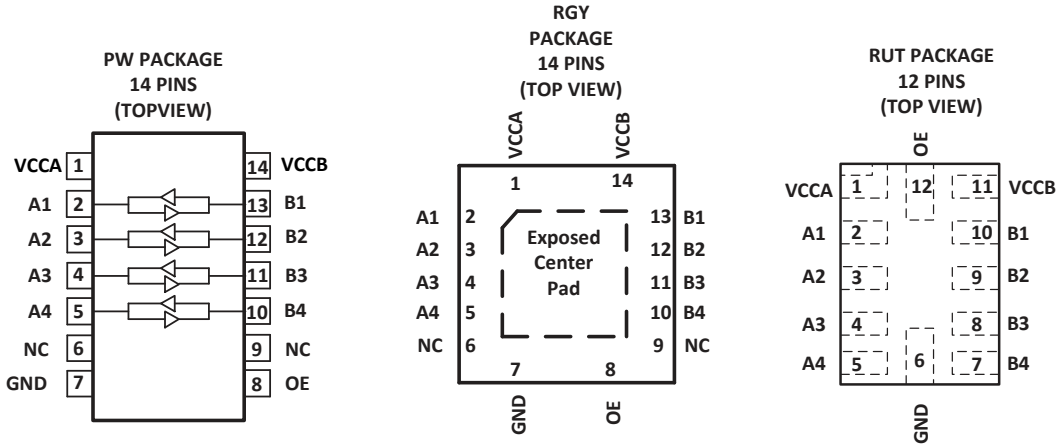 PW PACKAGE
14 PINS
(TOPVIEW)
VCCA 1 14 VCCB
A1 2 13 B1
A2 3 12 B2
A3 4 11 B3
A4 5 10 B4
NC 6 9 NC
GND 7 8 OE
RGY
PACKAGE
14 PINS
(TOP VIEW)
VCCA VCCB
1 14
A1 2 13 B1
A2 3 12 B2
A3 4 11 B3
A4 5 10 B4
NC 6 9 NC
Exposed
Center
Pad
7 8
GND OE
RUT PACKAGE
12 PINS
(TOP VIEW)
OE
VCCA 1 12 11 VCCB
A1 2 10 B1
A2 3 9 B2
A3 4 8 B3
A4 5 6 7 B4
GND